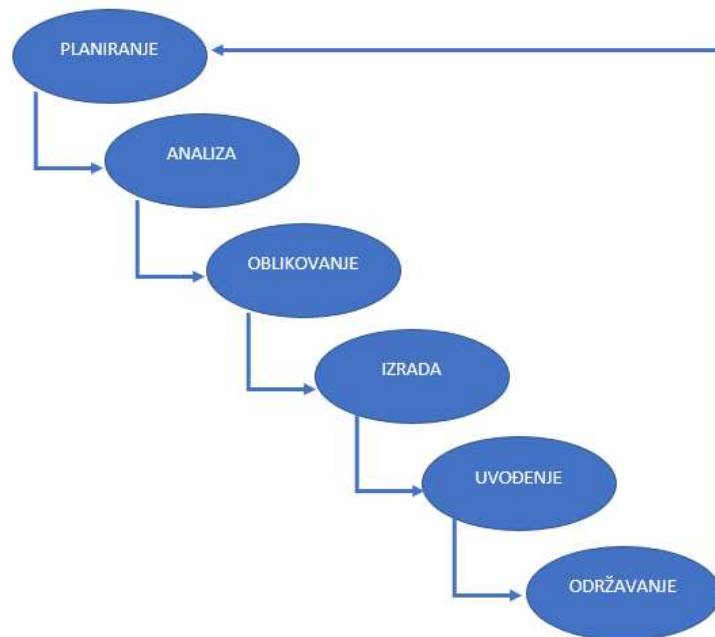 PLANIRANJE
ANALIZA
OBLIKOVANJE
IZRADA
UVOĐENJE
ODRŽAVANJE